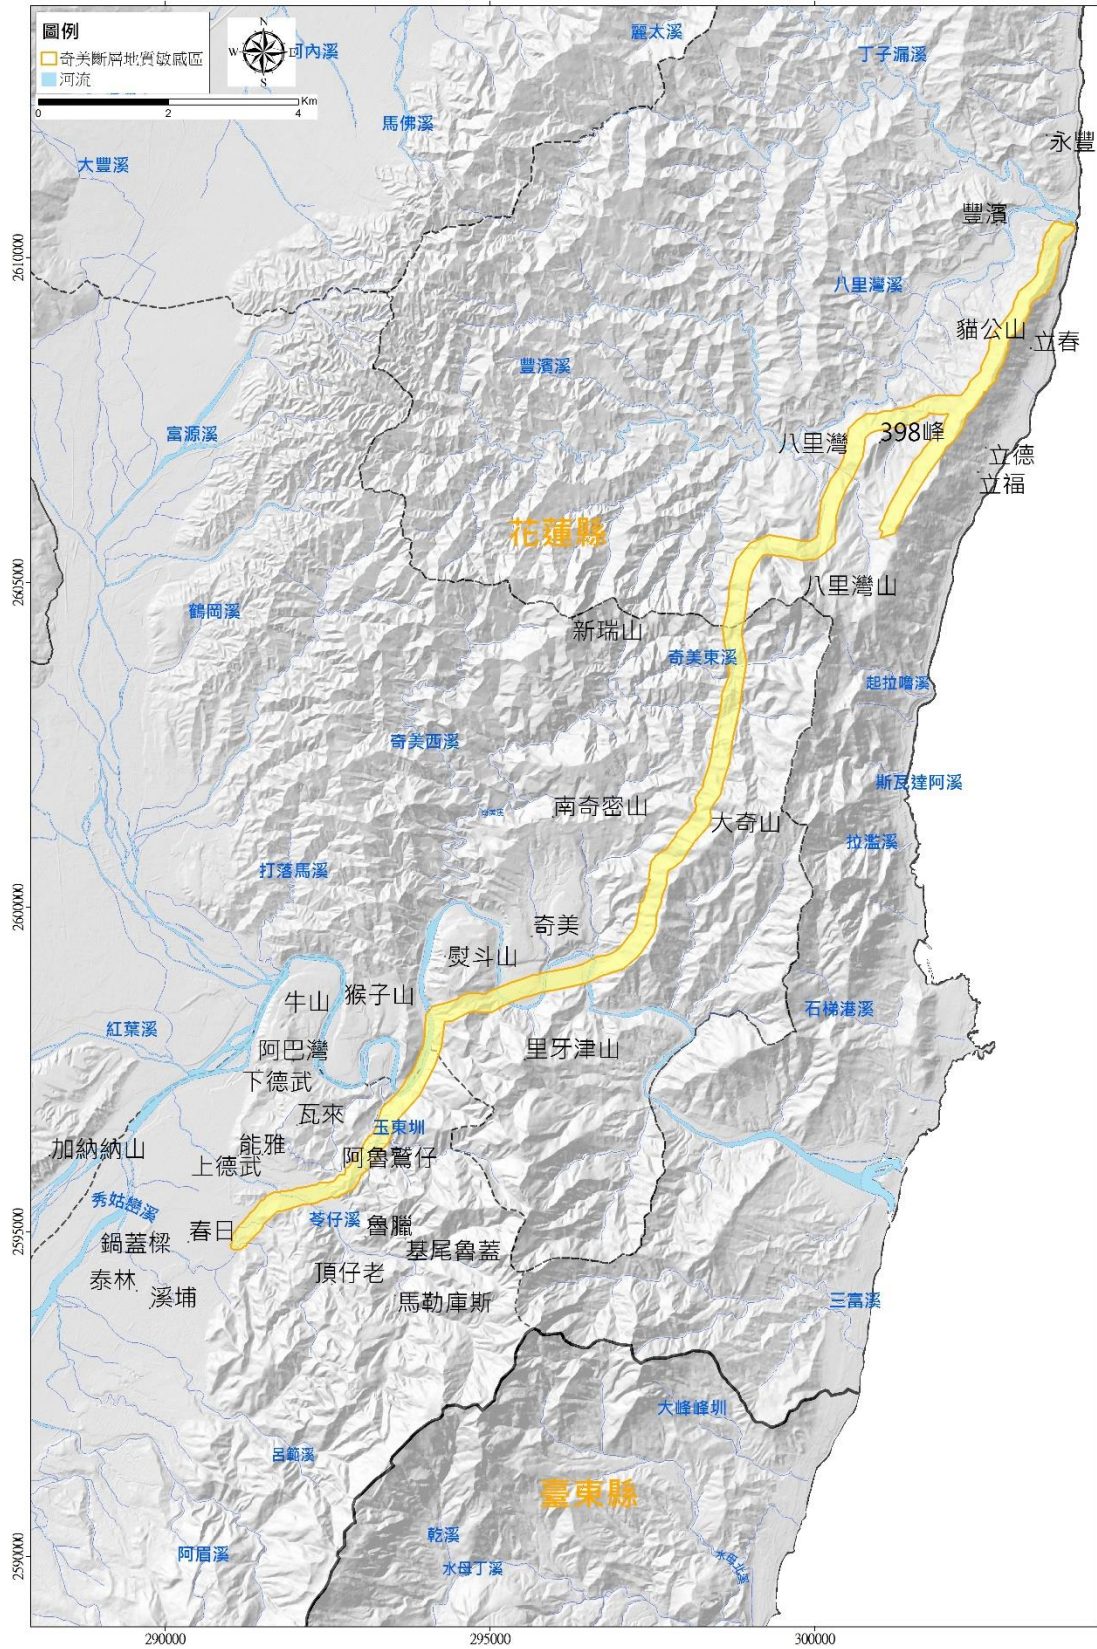 圖例
奇美斷層地質敏感區
河流
N
W
E
S
0
2
4
Km
麗太溪
丁子漏溪
馬佛溪
永豐
大豐溪
豐濱
2610000
八里灣溪
貓公山
立春
豐濱溪
富源溪
八里灣
398峰
立德
立福
花蓮縣
2605000
八里灣山
鶴岡溪
新瑞山
奇美東溪
起拉嚕溪
奇美西溪
斯瓦達阿溪
南奇密山
大奇山
拉濫溪
打落馬溪
2600000
奇美
熨斗山
牛山
猴子山
石梯港溪
紅葉溪
阿巴灣
里牙津山
下德武
瓦來
玉東圳
加納納山
能雅
阿魯鷲仔
上德武
秀姑巒溪
苓仔溪
魯臘
2595000
春日
鍋蓋樑
基尾魯蓋
泰林
頂仔老
溪埔
馬勒庫斯
三富溪
大峰峰圳
呂範溪
臺東縣
乾溪
阿眉溪
水母丁溪
水母北溪
2590000
290000
295000
300000